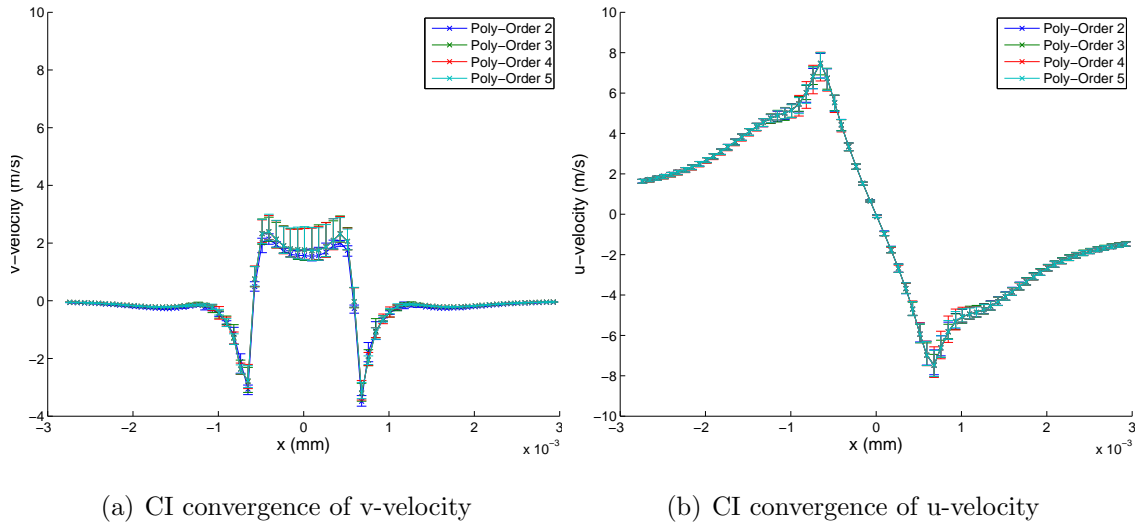 10
8
6
4
2
0
−2
−4
−3
−2
−1
0
1
2
3
x 10⁻³
x (mm)
v−velocity (m/s)
Poly−Order 2
Poly−Order 3
Poly−Order 4
Poly−Order 5
10
8
6
4
2
0
−2
−4
−6
−8
−10
−3
−2
−1
0
1
2
3
x 10⁻³
x (mm)
u−velocity (m/s)
Poly−Order 2
Poly−Order 3
Poly−Order 4
Poly−Order 5
(a) CI convergence of v-velocity
(b) CI convergence of u-velocity